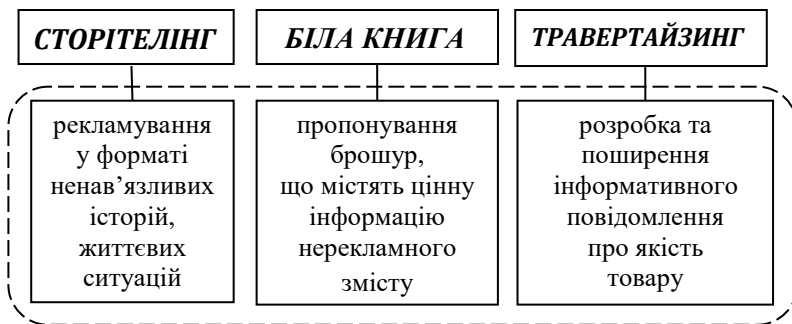 СТОРІТЕЛІНГ
БІЛА КНИГА
ТРАВЕРТАЙЗИНГ
рекламування
у форматі
ненав’язливих
історій,
життєвих
ситуацій
пропонування
брошур,
що містять цінну
інформацію
нерекламного
змісту
розробка та
поширення
інформативного
повідомлення
про якість
товару